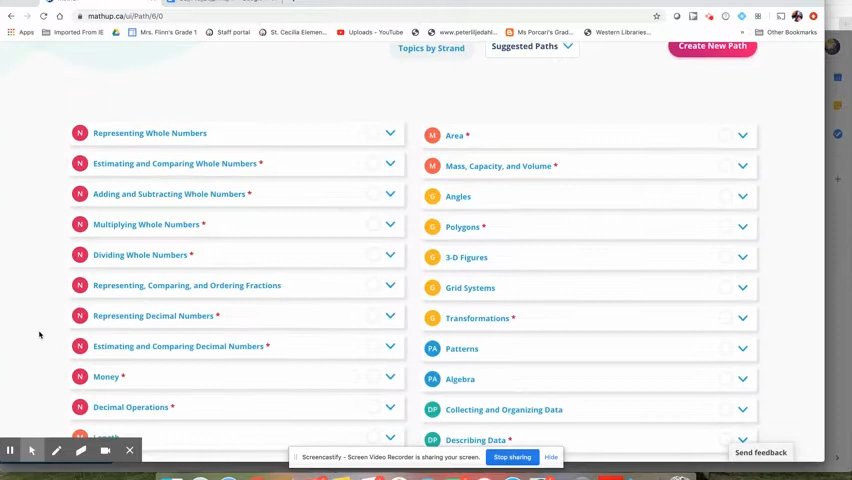 mathup.ca/ui/Path/6/0
Apps Imported From IE Mrs. Flinn's Grade 1 Staff portal St. Cecilia Elemen... Uploads - YouTube www.peterliljedahl... Ms Porcari's Grad... Western Libraries... » Other Bookmarks
Topics by Strand Suggested Paths Create New Path
N Representing Whole Numbers
N Estimating and Comparing Whole Numbers *
N Adding and Subtracting Whole Numbers *
N Multiplying Whole Numbers *
N Dividing Whole Numbers *
N Representing, Comparing, and Ordering Fractions
N Representing Decimal Numbers *
N Estimating and Comparing Decimal Numbers *
N Money *
N Decimal Operations *
M Length
M Area *
M Mass, Capacity, and Volume *
G Angles
G Polygons *
G 3-D Figures
G Grid Systems
G Transformations *
PA Patterns
PA Algebra
DP Collecting and Organizing Data
DP Describing Data *
Send feedback
Screencastify - Screen Video Recorder is sharing your screen. Stop sharing Hide